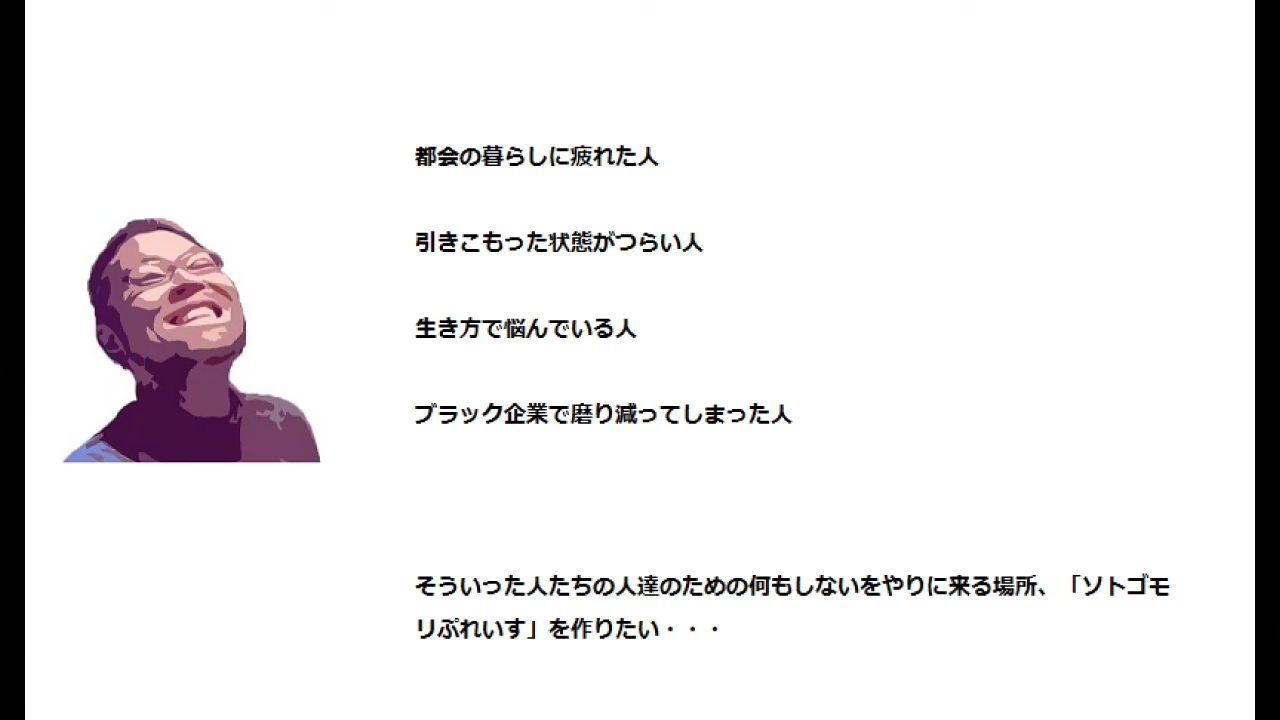 都会の暮らしに疲れた人
引きこもった状態がつらい人
生き方で悩んでいる人
ブラック企業で磨り減ってしまった人
そういった人たちの人達のための何もしないをやりに来る場所、「ソトゴモ
リぷれいす」を作りたい・・・